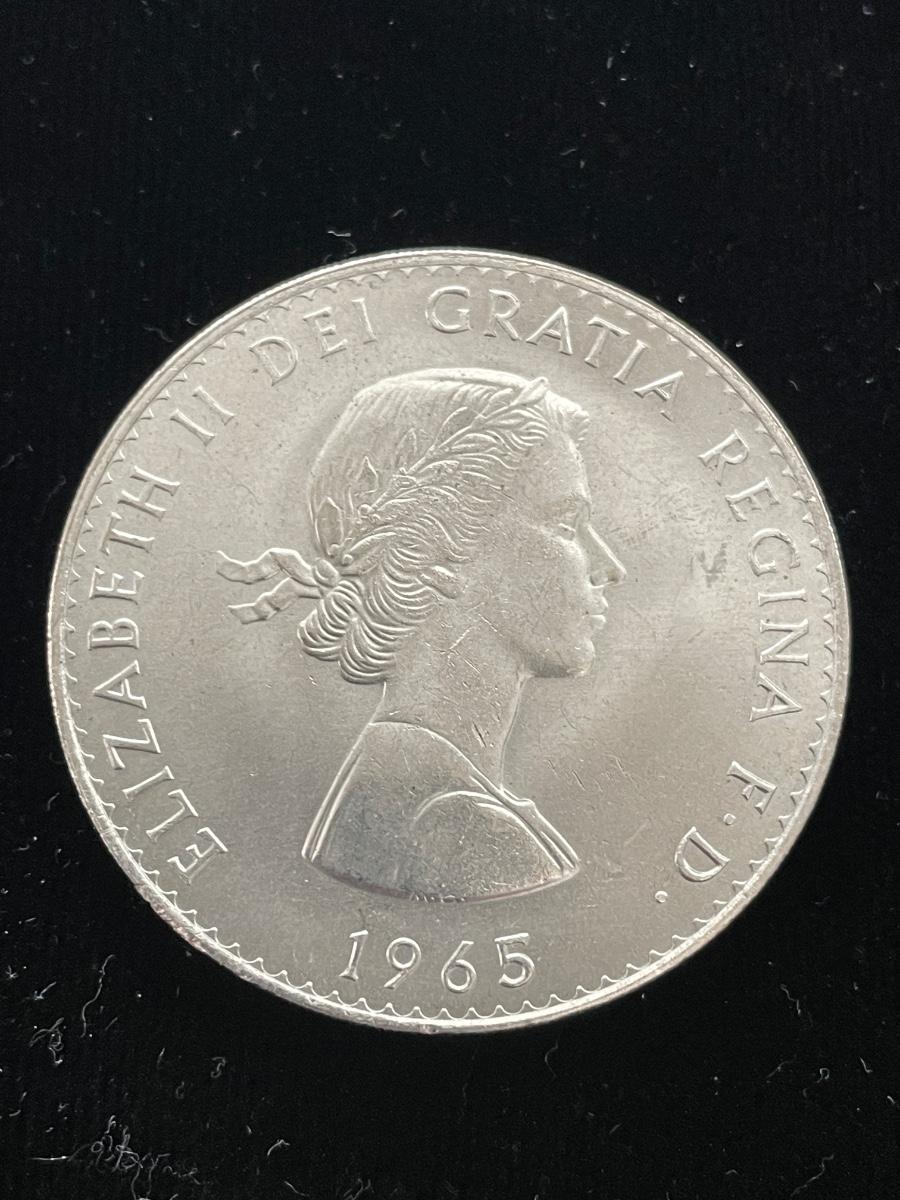 ELIZABETH II DEI GRATIA REGINA F.D.
1965